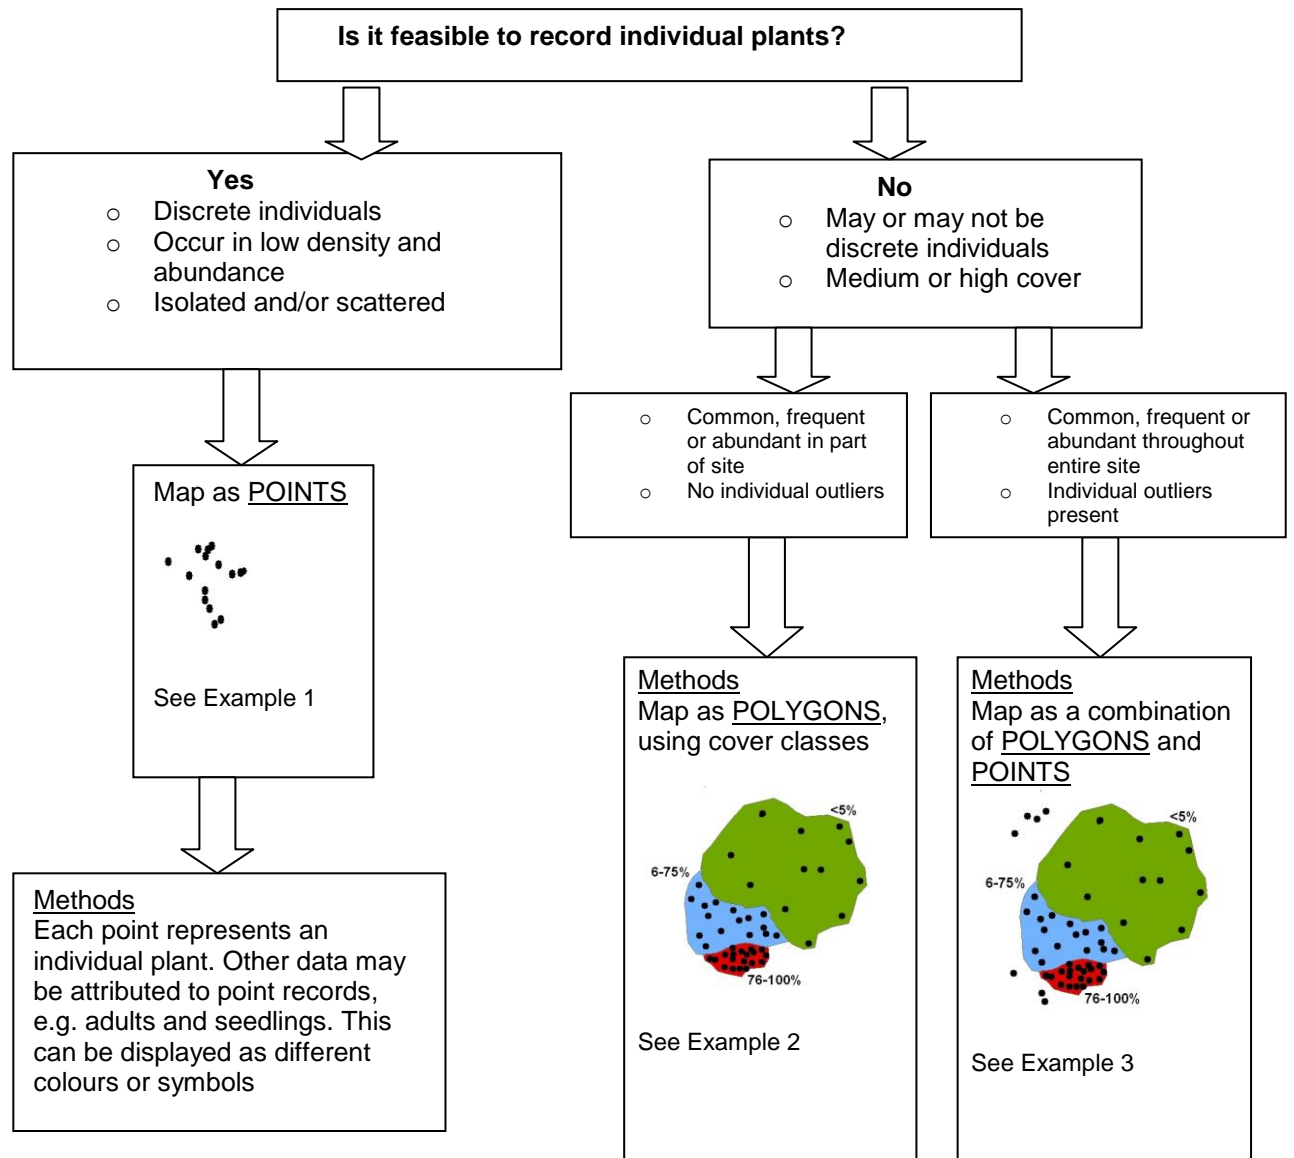 Is it feasible to record individual plants?
Yes
○ Discrete individuals
○ Occur in low density and
abundance
○ Isolated and/or scattered
No
○ May or may not be
discrete individuals
○ Medium or high cover
○ Common, frequent
or abundant in part
of site
○ No individual outliers
○ Common, frequent or
abundant throughout
entire site
○ Individual outliers
present
Map as POINTS
See Example 1
Methods
Each point represents an
individual plant. Other data may
be attributed to point records,
e.g. adults and seedlings. This
can be displayed as different
colours or symbols
Methods
Map as POLYGONS,
using cover classes
<5%
6-75%
76-100%
See Example 2
Methods
Map as a combination
of POLYGONS and
POINTS
<5%
6-75%
76-100%
See Example 3